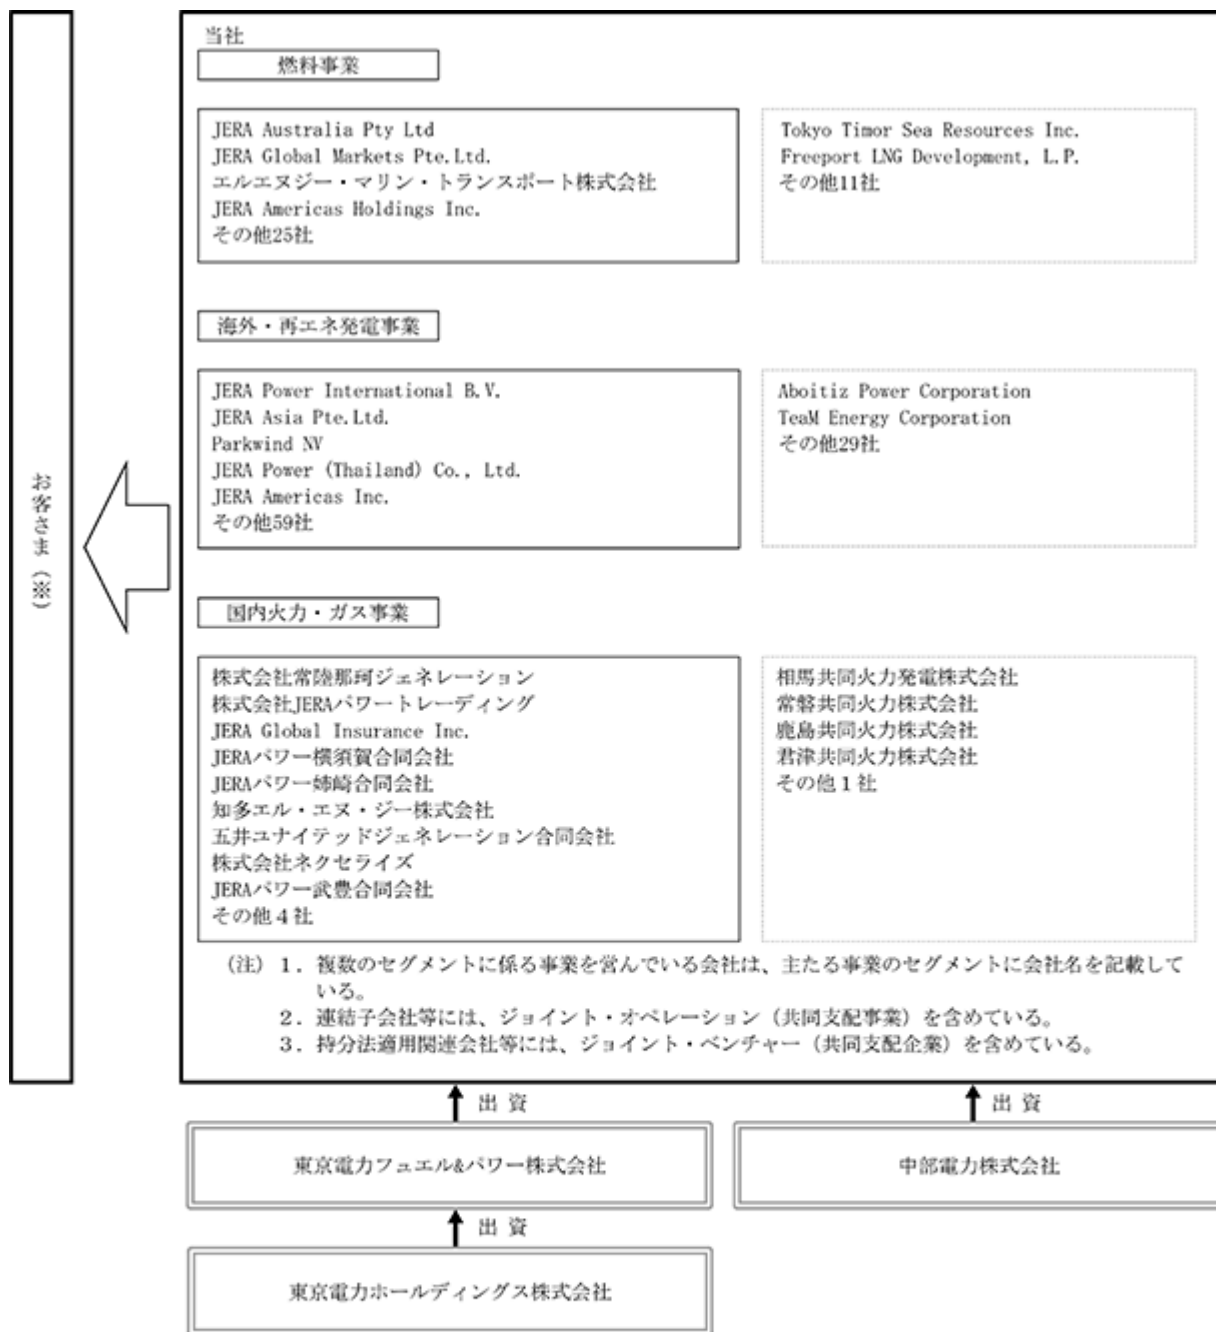 当社
燃料事業
JERA Australia Pty Ltd
JERA Global Markets Pte.Ltd.
エルエヌジー・マリン・トランスポート株式会社
JERA Americas Holdings Inc.
その他25社
Tokyo Timor Sea Resources Inc.
Freeport LNG Development, L.P.
その他11社
海外・再エネ発電事業
JERA Power International B.V.
JERA Asia Pte.Ltd.
Parkwind NV
JERA Power (Thailand) Co., Ltd.
JERA Americas Inc.
その他59社
Aboitiz Power Corporation
TeaM Energy Corporation
その他29社
お客さま（※）
国内火力・ガス事業
株式会社常陸那珂ジェネレーション
株式会社JERAパワートレーディング
JERA Global Insurance Inc.
JERAパワー横須賀合同会社
JERAパワー姉崎合同会社
知多エル・エヌ・ジー株式会社
五井ユナイテッドジェネレーション合同会社
株式会社ネクセライズ
JERAパワー武豊合同会社
その他４社
相馬共同火力発電株式会社
常磐共同火力株式会社
鹿島共同火力株式会社
君津共同火力株式会社
その他１社
（注）１．複数のセグメントに係る事業を営んでいる会社は、主たる事業のセグメントに会社名を記載して
いる。
２．連結子会社等には、ジョイント・オペレーション（共同支配事業）を含めている。
３．持分法適用関連会社等には、ジョイント・ベンチャー（共同支配企業）を含めている。
出 資
出 資
東京電力フュエル&パワー株式会社
中部電力株式会社
出 資
東京電力ホールディングス株式会社